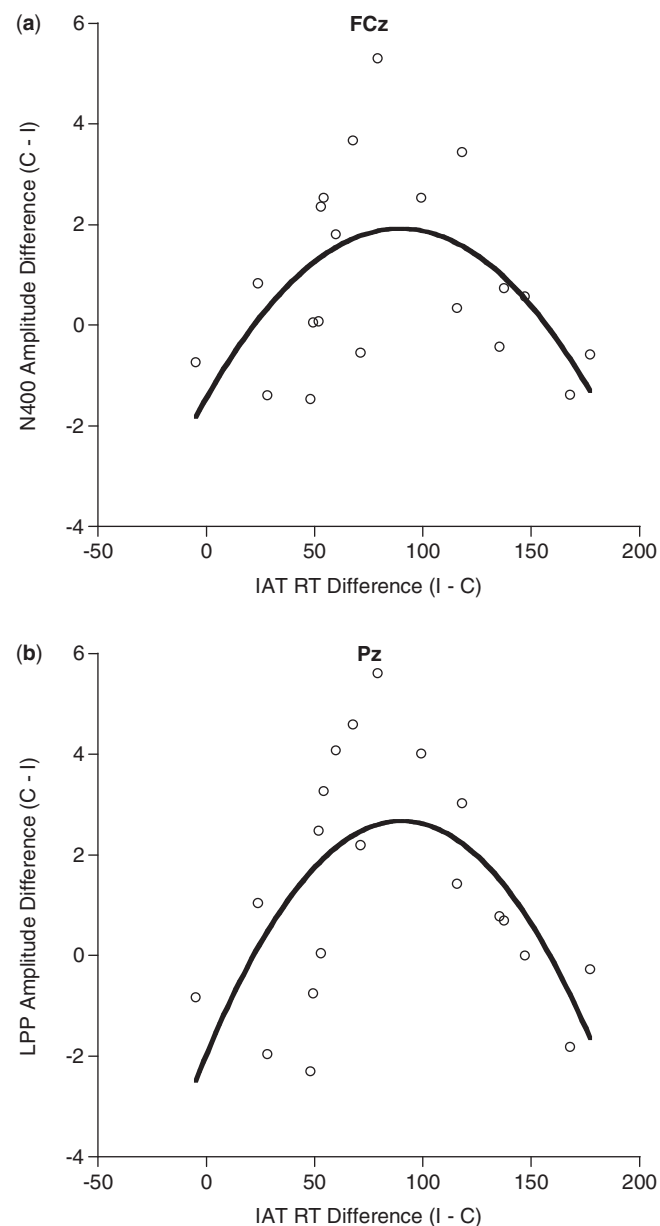 (a)
FCz
6
4
2
0
-2
-4
N400 Amplitude Difference (C - I)
-50 0 50 100 150 200
IAT RT Difference (I - C)
(b)
Pz
6
4
2
0
-2
-4
LPP Amplitude Difference (C - I)
-50 0 50 100 150 200
IAT RT Difference (I - C)